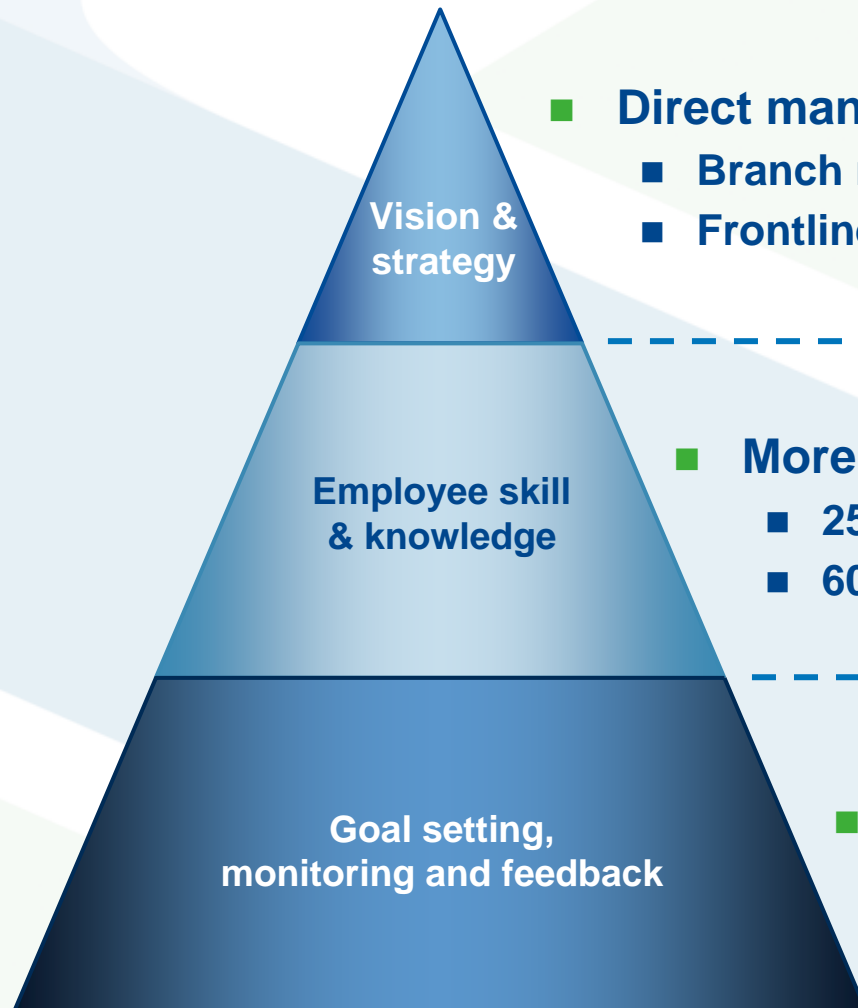 Direct man
Branch
Frontline
Vision &
strategy
More
25
60
Employee skill
& knowledge
Goal setting,
monitoring and feedback